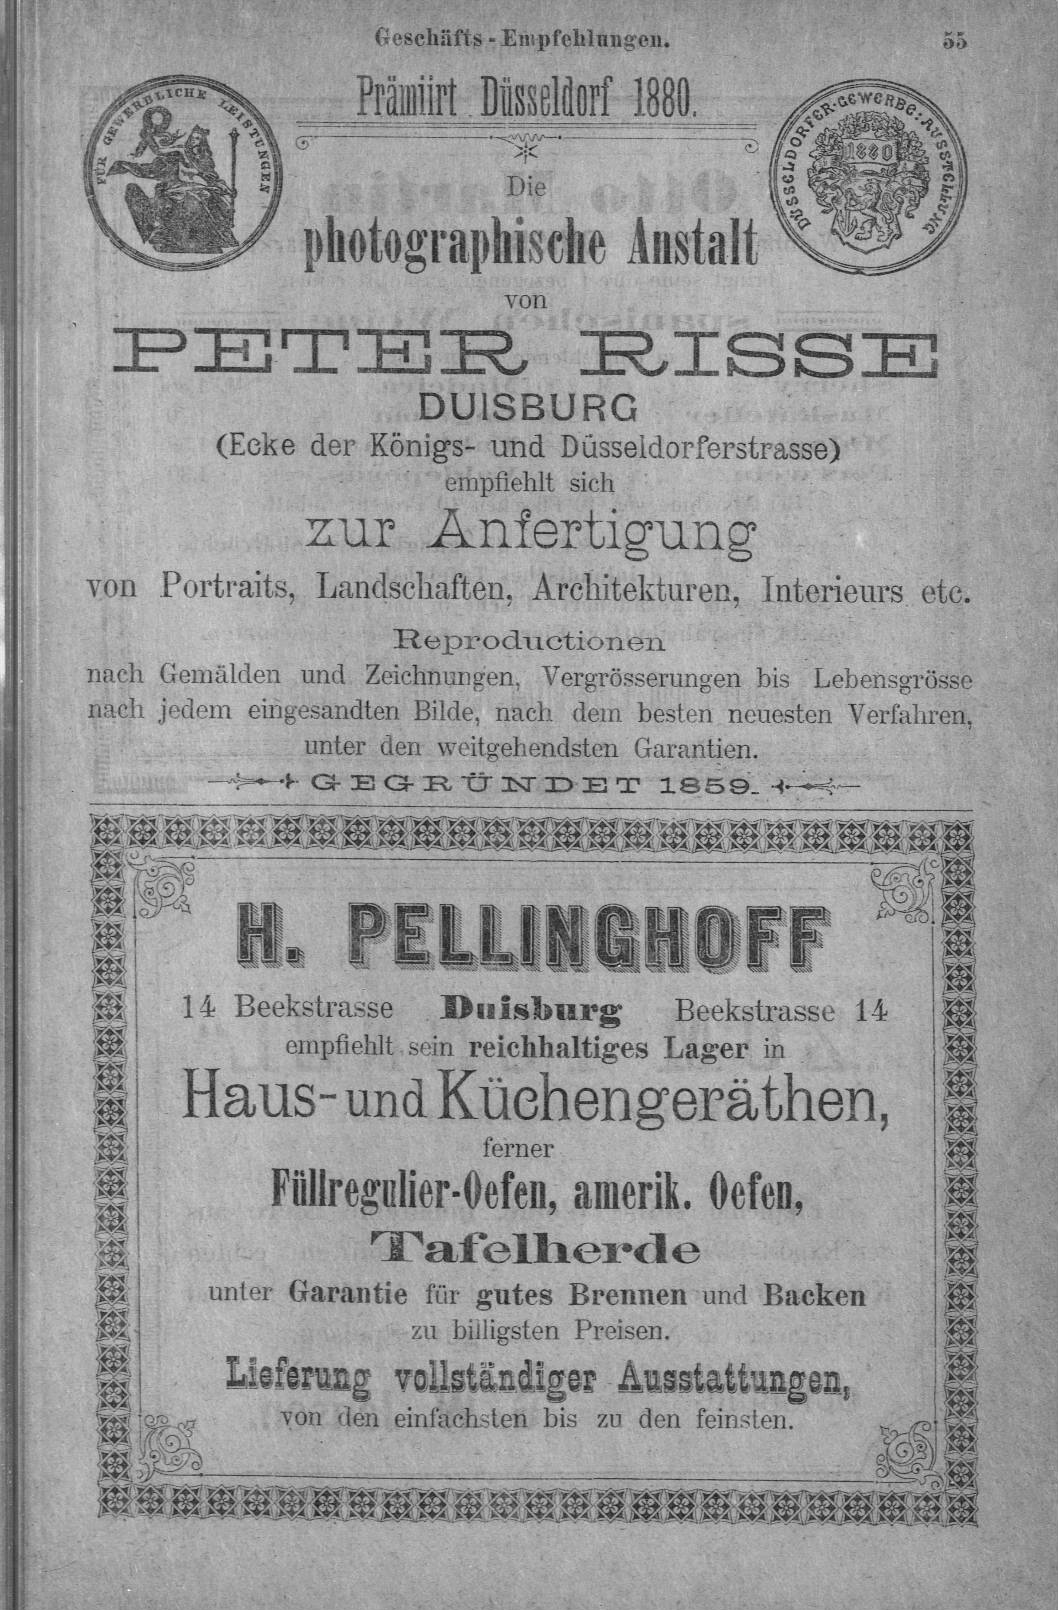 Geschäfts-Empfehlungen. 55
Prämiirt Düsseldorf 1880.
FÜR GEWERBLICHE LEISTUNGEN
DÜSSELDORFER·GEWERBE:AUSSTELLUNG
1880
Die
photographische Anstalt
von
PETER RISSE
DUISBURG
(Ecke der Königs- und Düsseldorferstrasse)
empfiehlt sich
zur Anfertigung
von Portraits, Landschaften, Architekturen, Interieurs etc.
Reproductionen
nach Gemälden und Zeichnungen, Vergrösserungen bis Lebensgrösse
nach jedem eingesandten Bilde, nach dem besten neuesten Verfahren,
unter den weitgehendsten Garantien.
GEGRÜNDET 1859.
H. PELLINGHOFF
14 Beekstrasse Duisburg Beekstrasse 14
empfiehlt sein reichhaltiges Lager in
Haus- und Küchengeräthen,
ferner
Füllregulier-Oefen, amerik. Oefen,
Tafelherde
unter Garantie für gutes Brennen und Backen
zu billigsten Preisen.
Lieferung vollständiger Ausstattungen,
von den einfachsten bis zu den feinsten.